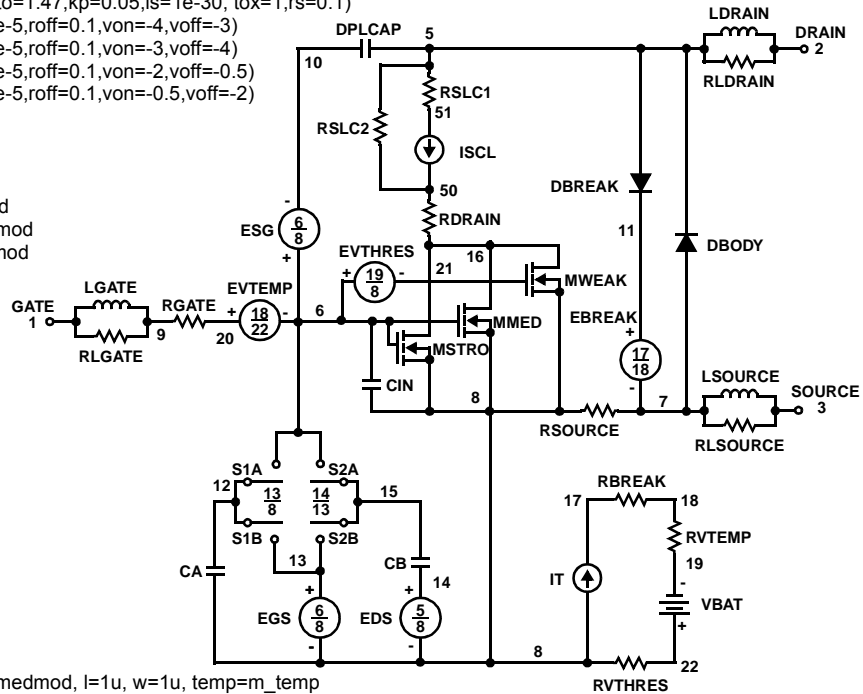 to=1.47,kp=0.05,is=1e-30, tox=1,rs=0.1)
e-5,roff=0.1,von=-4,voff=-3)
e-5,roff=0.1,von=-3,voff=-4)
e-5,roff=0.1,von=-2,voff=-0.5)
e-5,roff=0.1,von=-0.5,voff=-2)
d
mod
mod
LDRAIN
DPLCAP 5 DRAIN
10 2
RLDRAIN
RSLC1
51
RSLC2
ISCL
50
RDRAIN
DBREAK
11
DBODY
-
ESG 6 8
+
EVTHRES 16
+ 19 8 - 21
MWEAK
LGATE EVTEMP
GATE RGATE + 18 22 - 6
1 9 20
RLGATE
MMED
MSTRO
EBREAK +
17 18
-
CIN
8 7
LSOURCE SOURCE
3
RSOURCE
RLSOURCE
S1A S2A
12 13 8 14 13 15
S1B S2B
13
CA CB
14
+ +
EGS 6 8 EDS 5 8
- -
RBREAK
17 18
RVTEMP
19
IT -
VBAT
+
8 22
RVTHRES
medmod, l=1u, w=1u, temp=m_temp